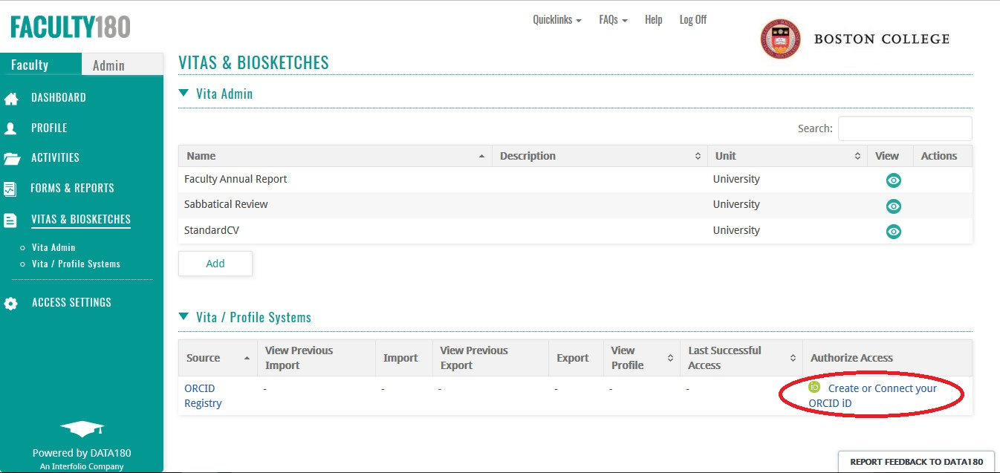 FACULTY180
Quicklinks FAQs Help Log Off
BOSTON COLLEGE
Faculty Admin
DASHBOARD
PROFILE
ACTIVITIES
FORMS & REPORTS
VITAS & BIOSKETCHES
Vita Admin
Vita / Profile Systems
ACCESS SETTINGS
Powered by DATA180
An Interfolio Company
VITAS & BIOSKETCHES
Vita Admin
Search:
Name Description Unit View Actions
Faculty Annual Report University
Sabbatical Review University
StandardCV University
Add
Vita / Profile Systems
Source View Previous Import Import View Previous Export Export View Profile Last Successful Access Authorize Access
ORCID Registry - - - - - - iD Create or Connect your
ORCID iD
REPORT FEEDBACK TO DATA180